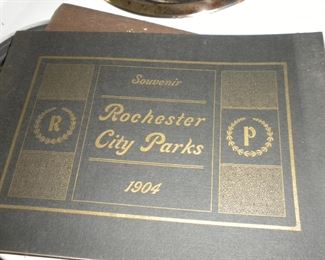 Souvenir
R
Rochester
City Parks
P
1904